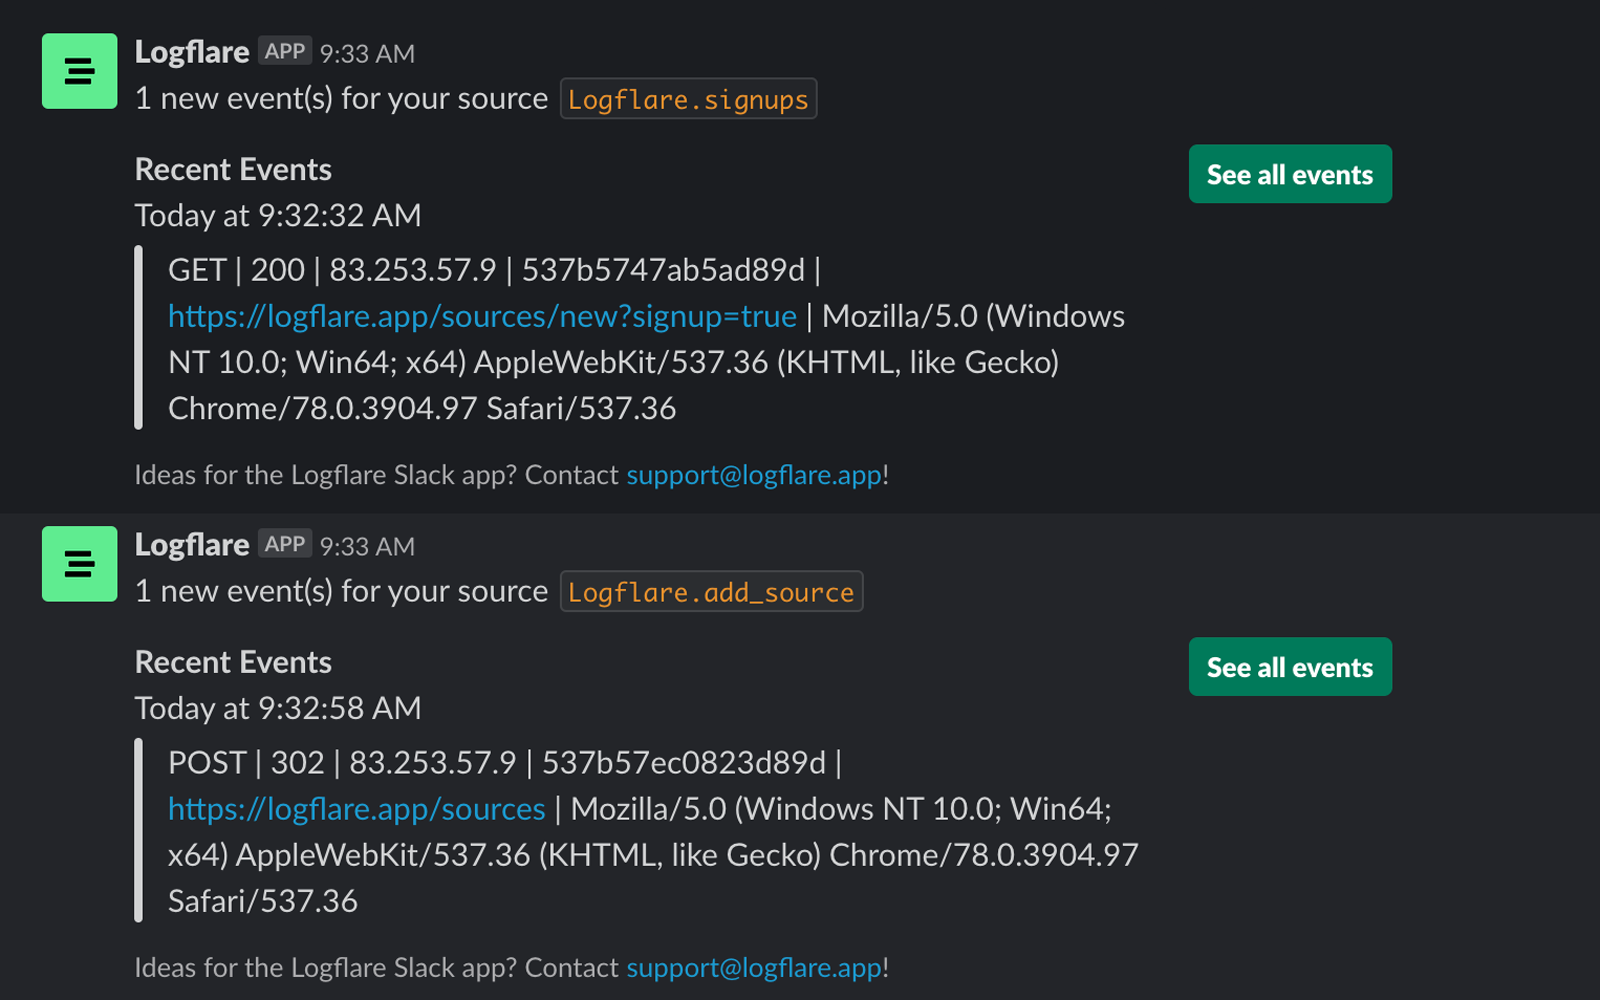 Logflare APP 9:33 AM
1 new event(s) for your source Logflare.signups
Recent Events
See all events
Today at 9:32:32 AM
GET | 200 | 83.253.57.9 | 537b5747ab5ad89d |
https://logflare.app/sources/new?signup=true | Mozilla/5.0 (Windows
NT 10.0; Win64; x64) AppleWebKit/537.36 (KHTML, like Gecko)
Chrome/78.0.3904.97 Safari/537.36
Ideas for the Logflare Slack app? Contact support@logflare.app!
Logflare APP 9:33 AM
1 new event(s) for your source Logflare.add_source
Recent Events
See all events
Today at 9:32:58 AM
POST | 302 | 83.253.57.9 | 537b57ec0823d89d |
https://logflare.app/sources | Mozilla/5.0 (Windows NT 10.0; Win64;
x64) AppleWebKit/537.36 (KHTML, like Gecko) Chrome/78.0.3904.97
Safari/537.36
Ideas for the Logflare Slack app? Contact support@logflare.app!